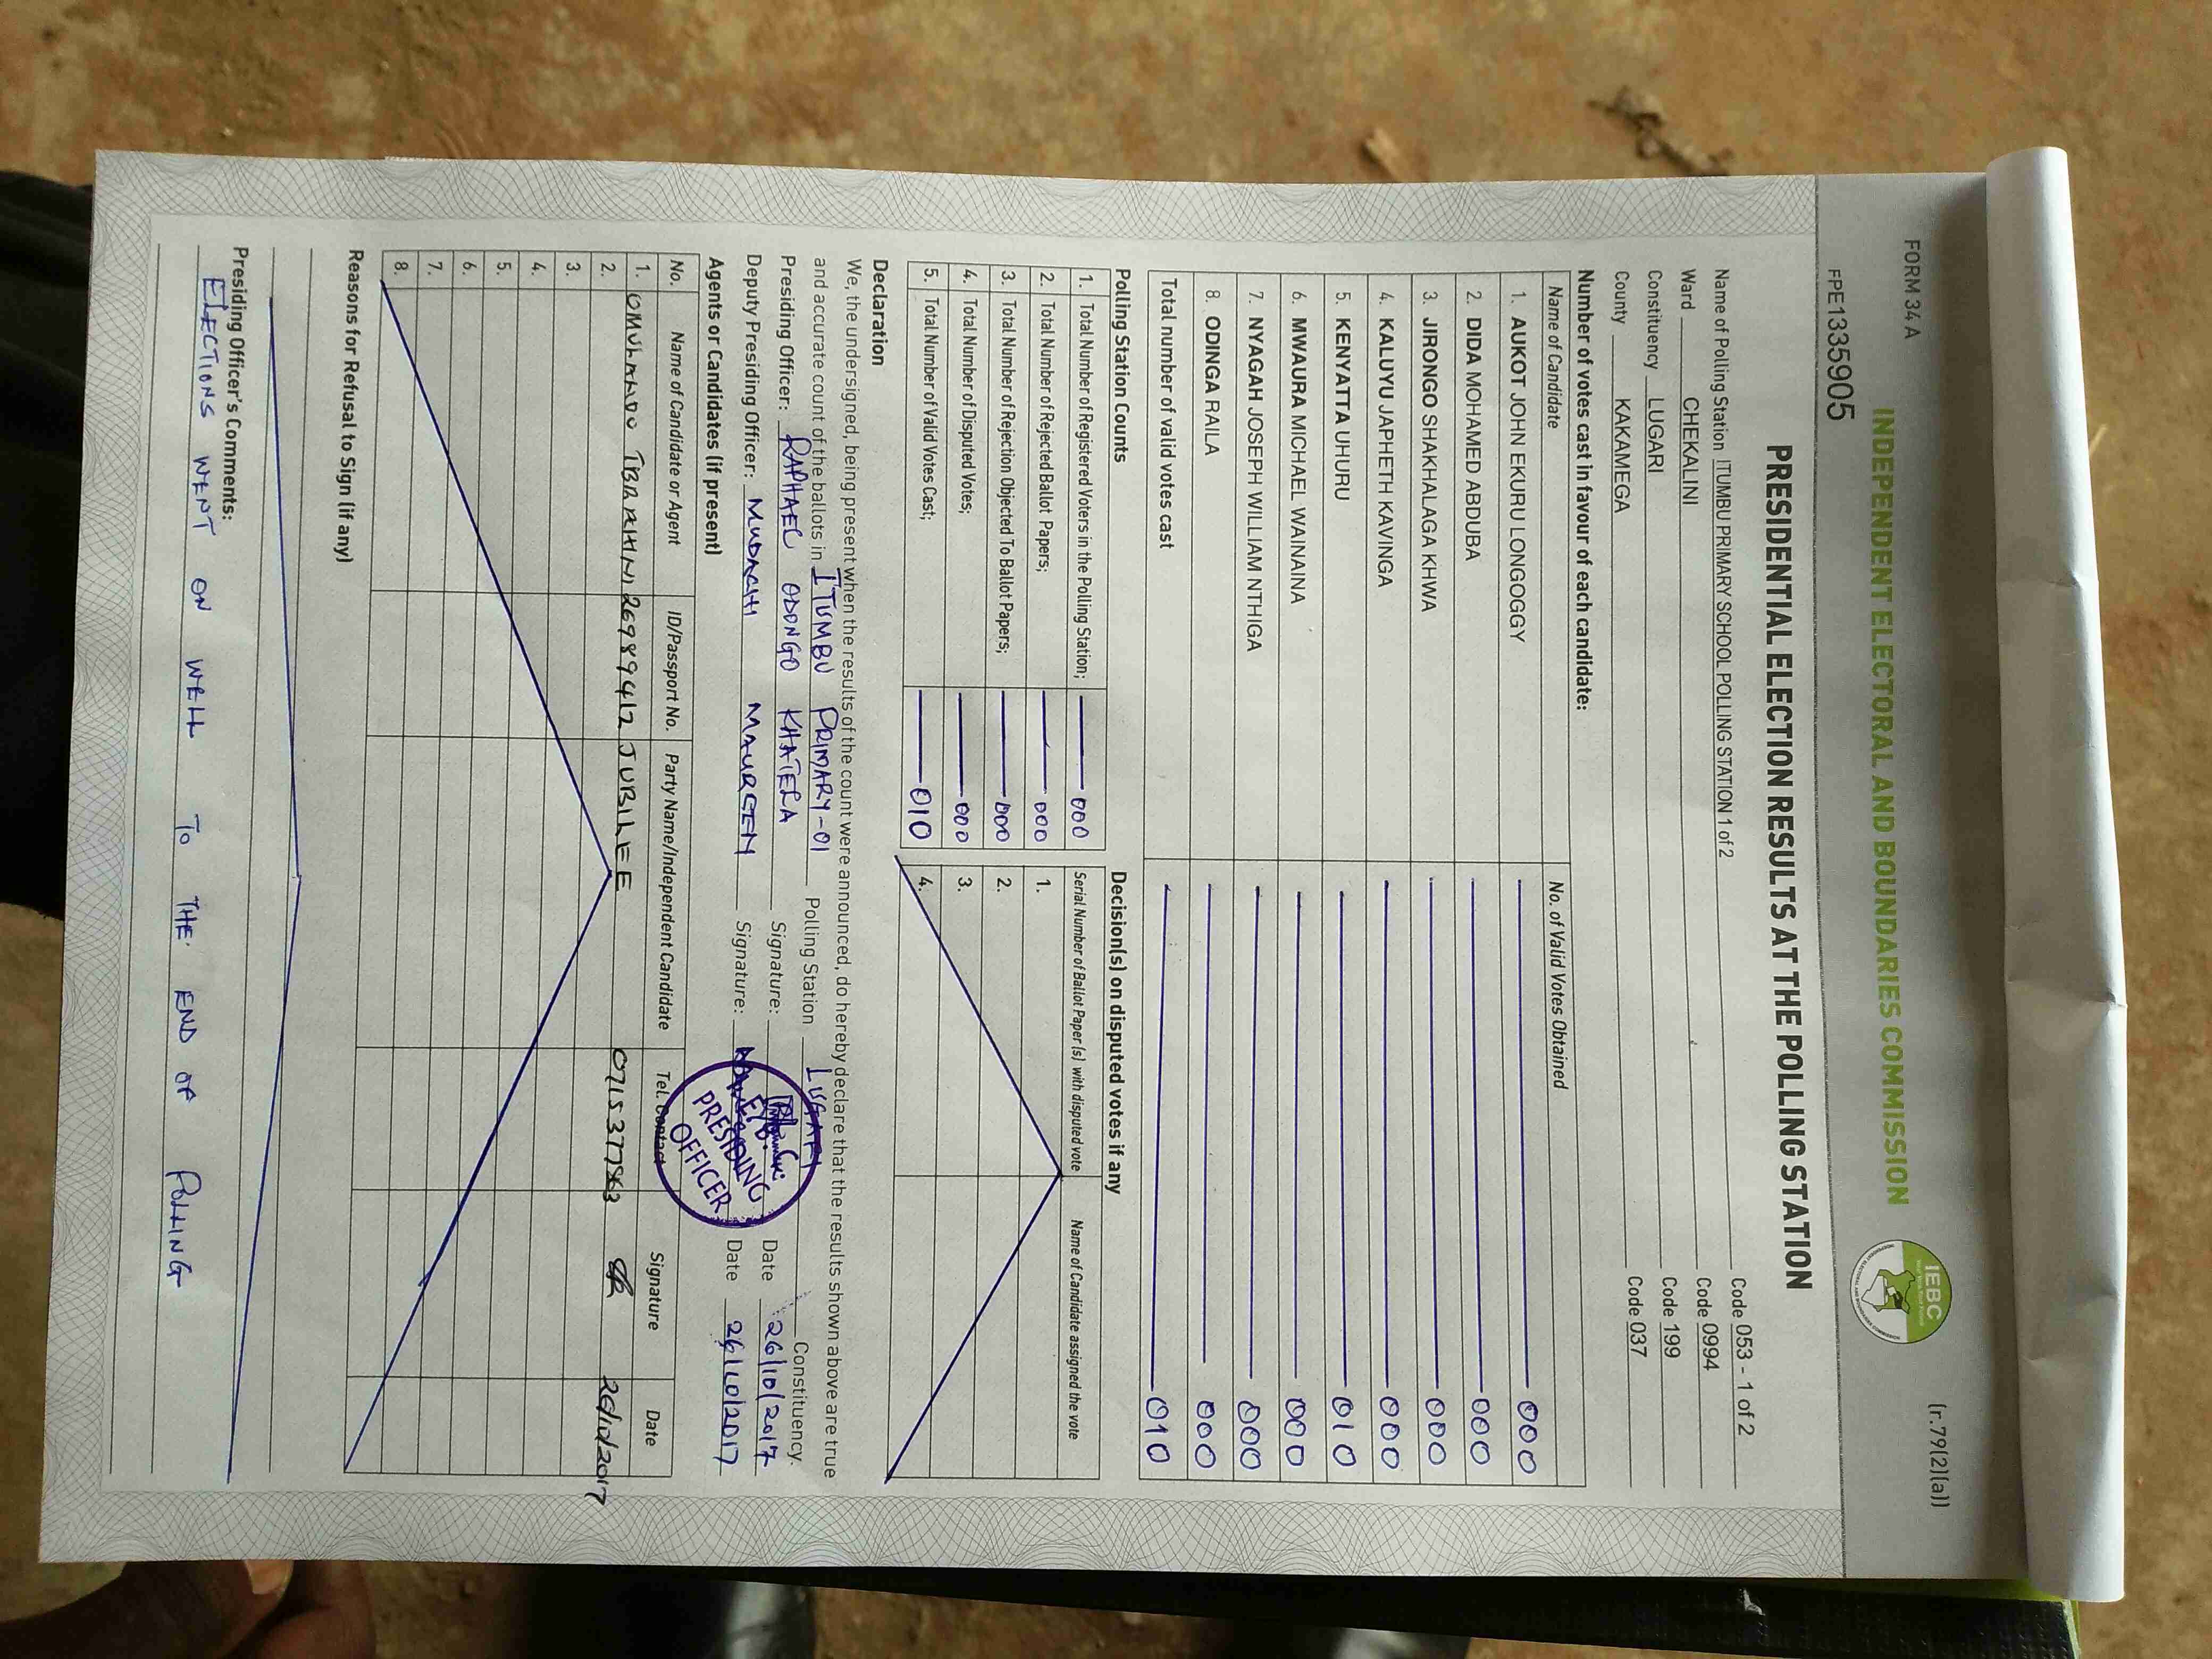 FORM 34 A
(r.79(2)(a))
INDEPENDENT ELECTORAL AND BOUNDARIES COMMISSION
IEBC
FPE1335905
PRESIDENTIAL ELECTION RESULTS AT THE POLLING STATION
Name of Polling Station ITUMBU PRIMARY SCHOOL POLLING STATION 1 of 2 Code 053 - 1 of 2
Ward CHEKALINI Code 0994
Constituency LUGARI Code 199
County KAKAMEGA Code 037
Number of votes cast in favour of each candidate:
Name of Candidate No. of Valid Votes Obtained
1. AUKOT JOHN EKURU LONGOGGY 000
2. DIDA MOHAMED ABDUBA 000
3. JIRONGO SHAKHALAGA KHWA 000
4. KALUYU JAPHETH KAVINGA 000
5. KENYATTA UHURU 010
6. MWAURA MICHAEL WAINAINA 000
7. NYAGAH JOSEPH WILLIAM NTHIGA 000
8. ODINGA RAILA 000
Total number of valid votes cast 010
Polling Station Counts
1. Total Number of Registered Voters in the Polling Station; 000
2. Total Number of Rejected Ballot Papers; 000
3. Total Number of Rejection Objected To Ballot Papers; 000
4. Total Number of Disputed Votes; 000
5. Total Number of Valid Votes Cast; 010
Decision(s) on disputed votes if any
Serial Number of Ballot Paper (s) with disputed vote Name of Candidate assigned the vote
1.
2.
3.
4.
Declaration
We, the undersigned, being present when the results of the count were announced, do hereby declare that the results shown above are true
and accurate count of the ballots in ITUMBU PRIMARY-01 Polling Station LUGARI Constituency.
Presiding Officer: RAPHAEL ODONGO KHATERA Signature: Date 26/10/2017
Deputy Presiding Officer: MUDACHI MAUREEN Signature: Date 26/10/2017
PRESIDING
OFFICER
Agents or Candidates (if present)
No. Name of Candidate or Agent ID/Passport No. Party Name/Independent Candidate Tel. Contact Signature Date
1. IBRAHIM JUBILEE 26/10/2017
2.
3.
4.
5.
6.
7.
8.
Reasons for Refusal to Sign (if any)
Presiding Officer's Comments:
ELECTIONS WENT ON WELL TO THE END OF POLLING